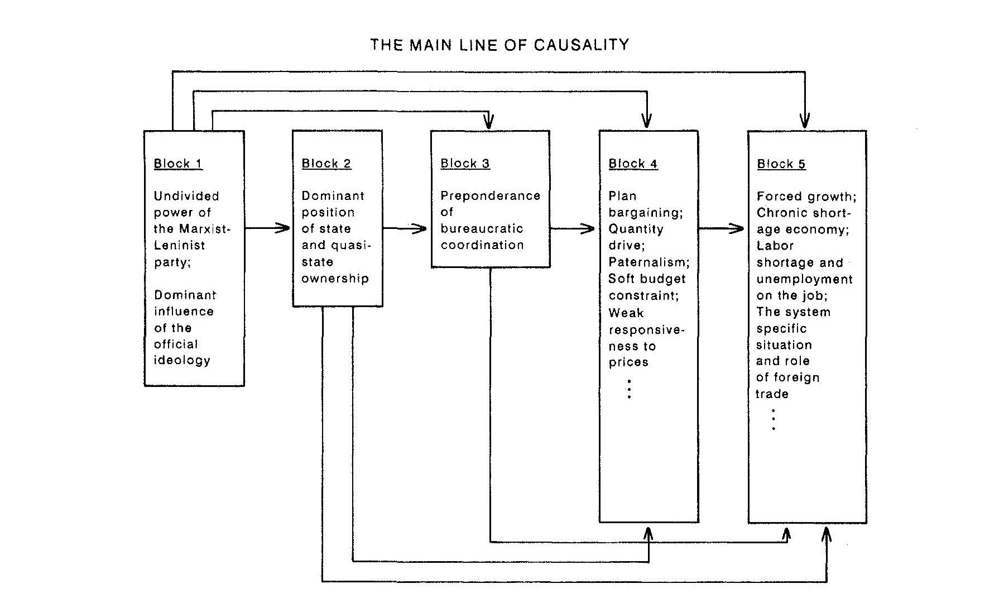 THE MAIN LINE OF CAUSALITY
Block 1
Undivided
power of
the Marxist-
Leninist
party;
Dominant
influence
of the
official
ideology
Block 2
Dominant
position
of state
and quasi-
state
ownership
Block 3
Preponderance
of
bureaucratic
coordination
Block 4
Plan
bargaining;
Quantity
drive;
Paternalism;
Soft budget
constraint;
Weak
responsive-
ness to
prices
Block 5
Forced growth;
Chronic short-
age economy;
Labor
shortage and
unemployment
on the job;
The system
specific
situation
and role
of foreign
trade